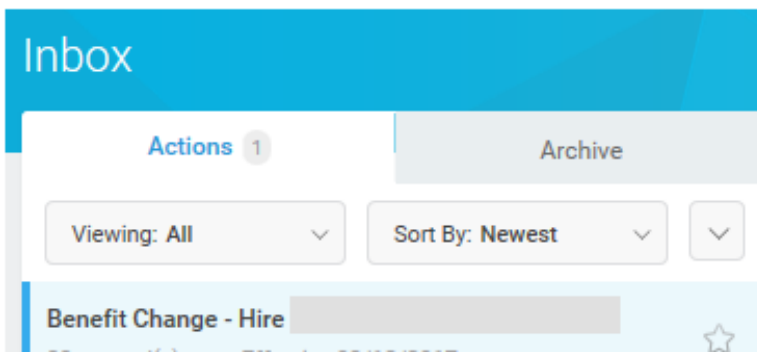 Inbox
Actions 1
Archive
Viewing: All
Sort By: Newest
Benefit Change - Hire